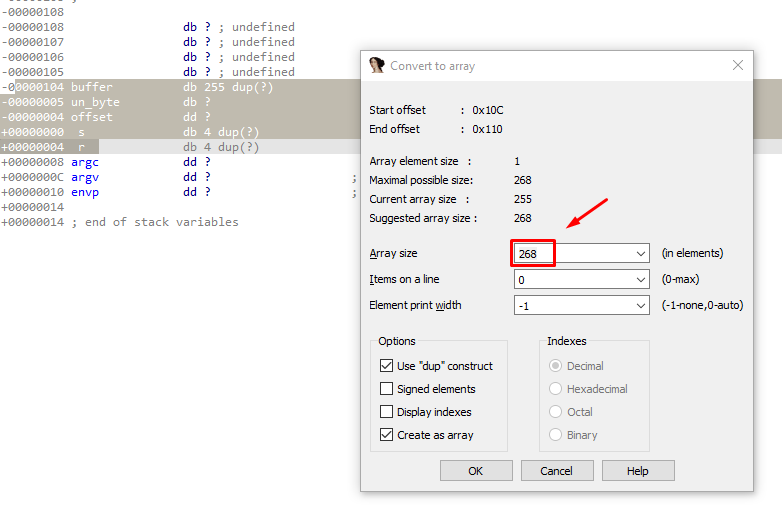 -00000108 ;
-00000108
-00000108 db ? ; undefined
-00000107 db ? ; undefined
-00000106 db ? ; undefined
-00000105 db ? ; undefined
-00000104 buffer db 255 dup(?)
-00000005 un_byte db ?
-00000004 offset dd ?
+00000000 s db 4 dup(?)
+00000004 r db 4 dup(?)
+00000008 argc dd ?
+0000000C argv dd ? ;
+00000010 envp dd ? ;
+00000014
+00000014 ; end of stack variables
Convert to array
Start offset : 0x10C
End offset : 0x110
Array element size : 1
Maximal possible size: 268
Current array size : 255
Suggested array size : 268
Array size 268 (in elements)
Items on a line 0 (0-max)
Element print width -1 (-1-none,0-auto)
Options
Use "dup" construct
Signed elements
Display indexes
Create as array
Indexes
Decimal
Hexadecimal
Octal
Binary
OK Cancel Help